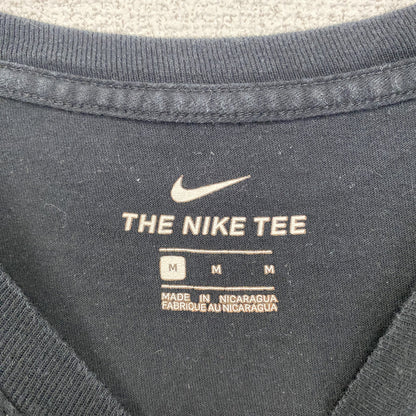 THE NIKE TEE
M M M
MADE IN NICARAGUA
FABRIQUE AU NICARAGUA